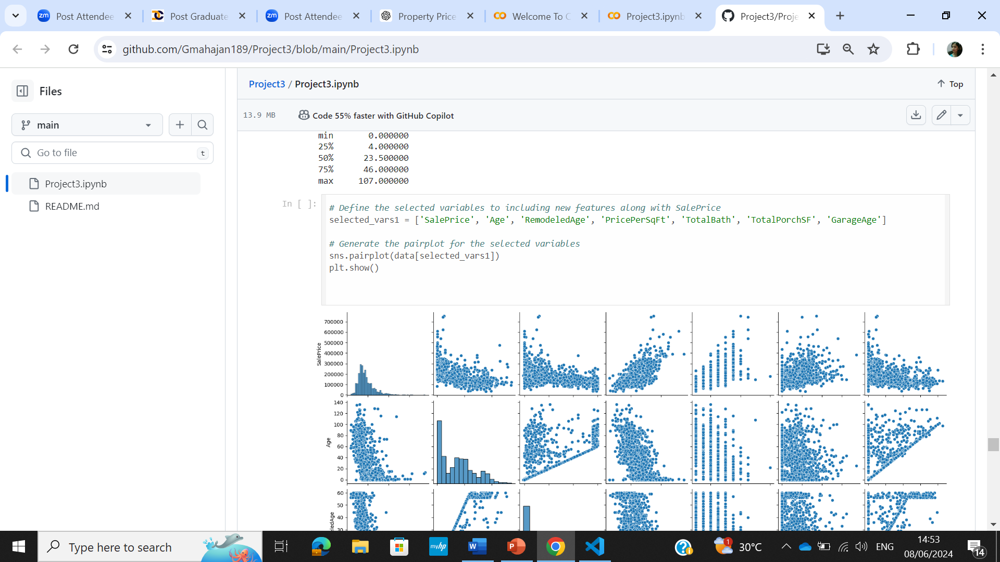 Post Attendee
Post Graduate
Post Attendee
Property Price
Welcome To C
Project3.ipynb
Project3/Proje
github.com/Gmahajan189/Project3/blob/main/Project3.ipynb
Files
main
Go to file
t
Project3.ipynb
README.md
Project3 / Project3.ipynb
Top
13.9 MB
Code 55% faster with GitHub Copilot
min 0.000000
25% 4.000000
50% 23.500000
75% 46.000000
max 107.000000
In [ ]:
# Define the selected variables to including new features along with SalePrice
selected_vars1 = ['SalePrice', 'Age', 'RemodeledAge', 'PricePerSqFt', 'TotalBath', 'TotalPorchSF', 'GarageAge']
# Generate the pairplot for the selected variables
sns.pairplot(data[selected_vars1])
plt.show()
SalePrice
700000
600000
500000
400000
300000
200000
100000
0
Age
140
120
100
80
60
40
20
0
eledAge
60
50
40
30
Type here to search
30°C
ENG
14:53
08/06/2024
14